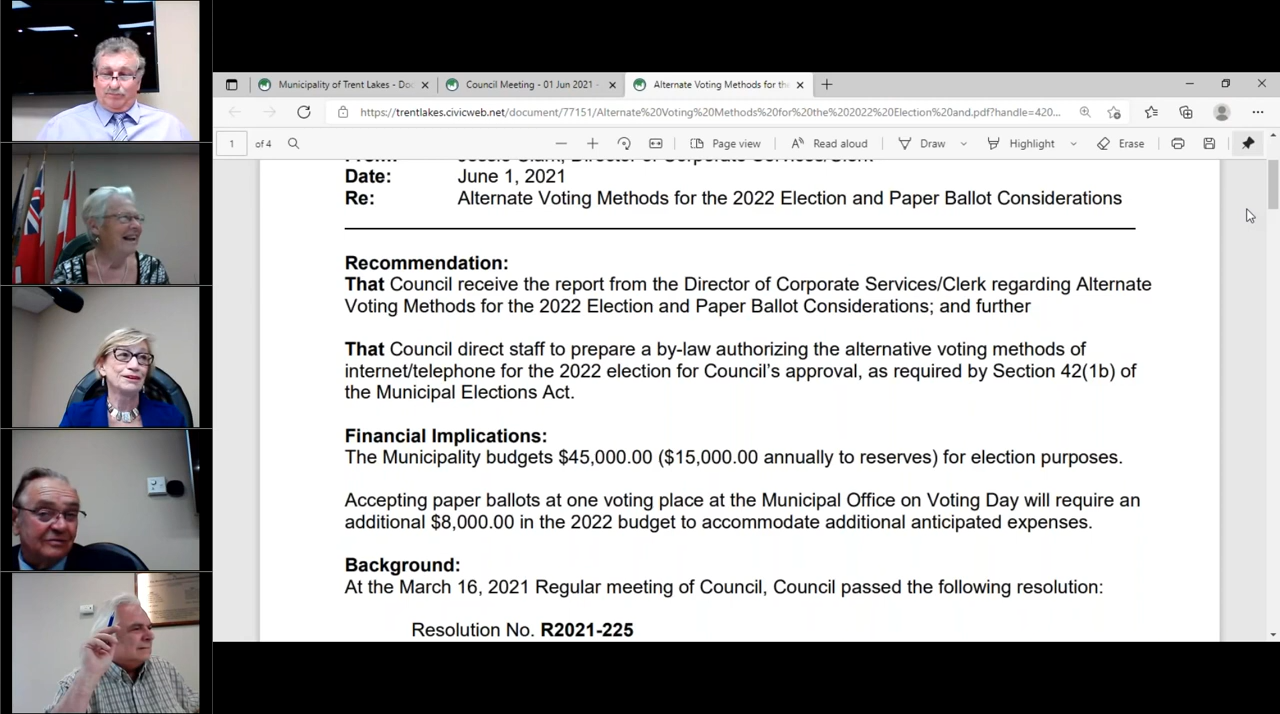 Municipality of Trent Lakes - Doc
Council Meeting - 01 Jun 2021 -
Alternate Voting Methods for the
https://trentlakes.civicweb.net/document/77151/Alternate%20Voting%20Methods%20for%20the%202022%20Election%20and.pdf?handle=420...
1 of 4
Page view
Read aloud
Draw
Highlight
Erase
Director of Corporate Services/Clerk
Date: June 1, 2021
Re: Alternate Voting Methods for the 2022 Election and Paper Ballot Considerations
Recommendation:
That Council receive the report from the Director of Corporate Services/Clerk regarding Alternate
Voting Methods for the 2022 Election and Paper Ballot Considerations; and further
That Council direct staff to prepare a by-law authorizing the alternative voting methods of
internet/telephone for the 2022 election for Council's approval, as required by Section 42(1b) of
the Municipal Elections Act.
Financial Implications:
The Municipality budgets $45,000.00 ($15,000.00 annually to reserves) for election purposes.
Accepting paper ballots at one voting place at the Municipal Office on Voting Day will require an
additional $8,000.00 in the 2022 budget to accommodate additional anticipated expenses.
Background:
At the March 16, 2021 Regular meeting of Council, Council passed the following resolution:
Resolution No. R2021-225